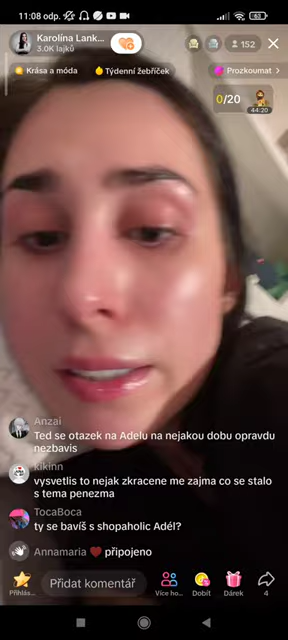 11:08 odp.
63
Karolína Lank...
3.0K lajků
152
Krása a móda
Týdenní žebříček
Prozkoumat >
0/20
44:20
Anzai
Ted se otazek na Adelu na nejakou dobu opravdu
nezbavis
kikinn
vysvetlis to nejak zkracene me zajma co se stalo
s tema penezma
TocaBoca
ty se bavíš s shopaholic Adél?
Annamaria ❤ připojeno
Přihlás...
Přidat komentář
Více ho...
Dobít
Dárek
4